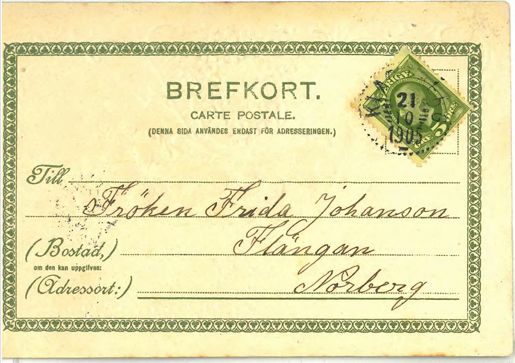 BREFKORT.
CARTE POSTALE.
(DENNA SIDA ANVÄNDES ENDAST FÖR ADRESSERINGEN.)
21
10
1903
Till
Fröken Frida Johanson
(Bostad,)
om den kan uppgifvas:
Flängan
(Adressort:)
Norberg